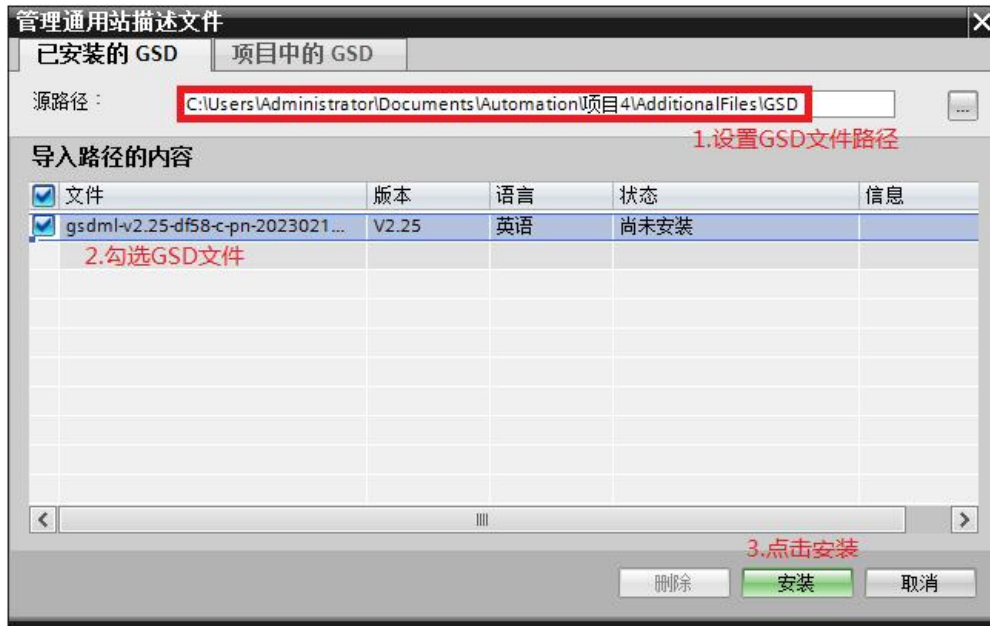 管理通用站描述文件
已安装的 GSD 项目中的 GSD
源路径： C:\Users\Administrator\Documents\Automation\项目4\AdditionalFiles\GSD ...
1.设置GSD文件路径
导入路径的内容
文件 版本 语言 状态 信息
gsdml-v2.25-df58-c-pn-2023021... V2.25 英语 尚未安装
2.勾选GSD文件
3.点击安装
删除 安装 取消